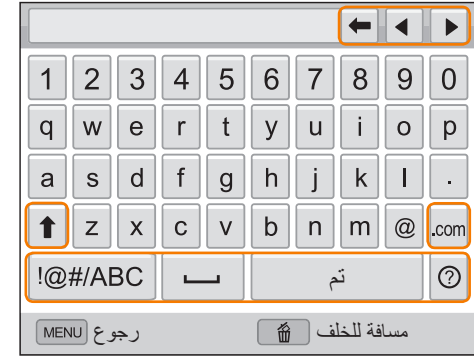 1 2 3 4 5 6 7 8 9 0
q w e r t y u i o p
a s d f g h j k l .
z x c v b n m @ .com
!@#/ABC تم ?
MENU رجوع مسافة للخلف